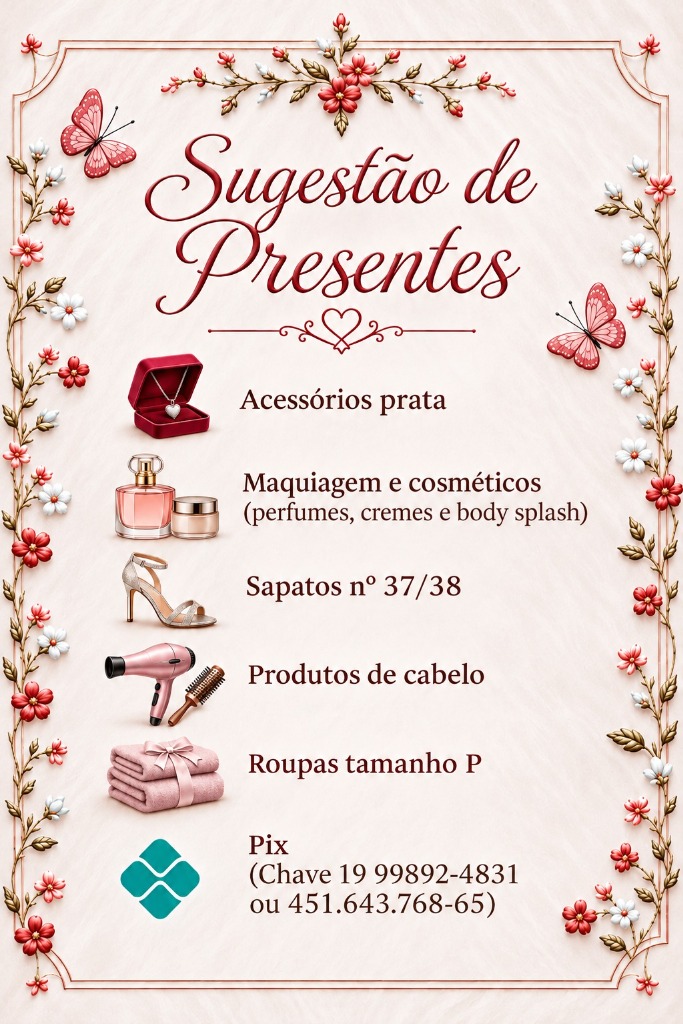 Sugestão de
Presentes
Acessórios prata
Maquiagem e cosméticos
(perfumes, cremes e body splash)
Sapatos nº 37/38
Produtos de cabelo
Roupas tamanho P
Pix
(Chave 19 99892-4831
ou 451.643.768-65)